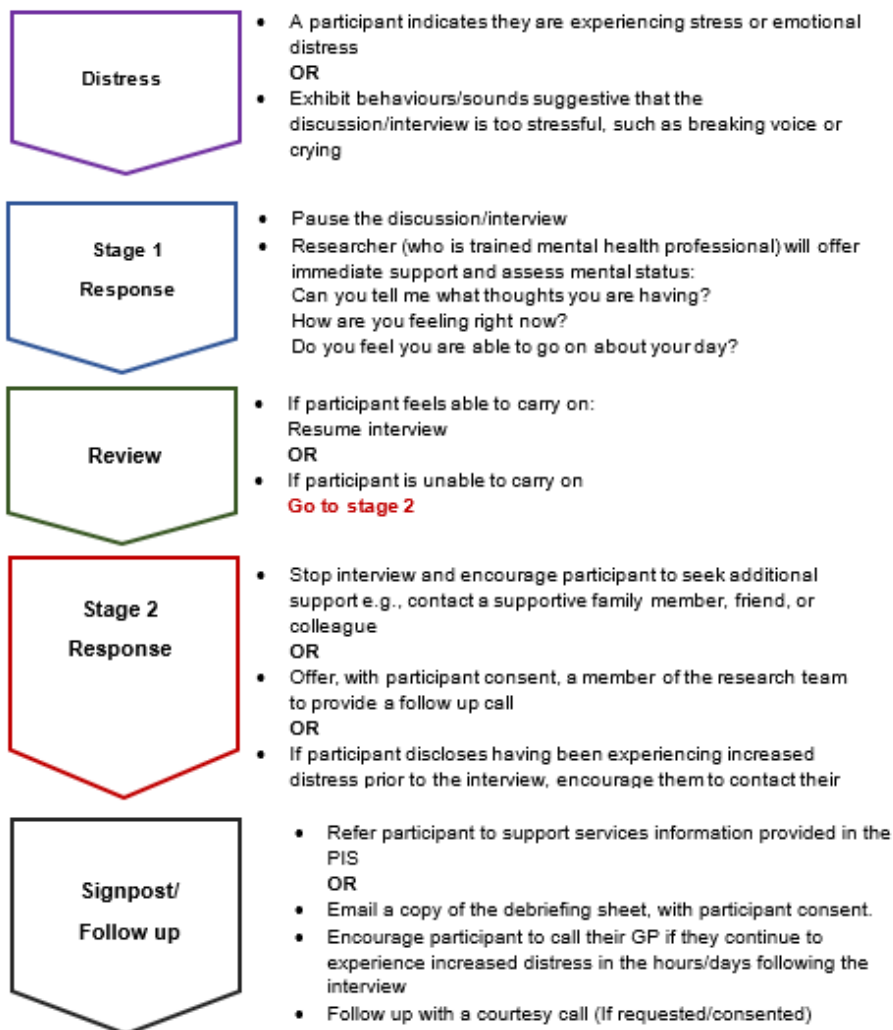 Distress
• A participant indicates they are experiencing stress or emotional
distress
OR
• Exhibit behaviours/sounds suggestive that the
discussion/interview is too stressful, such as breaking voice or
crying
Stage 1
Response
• Pause the discussion/interview
• Researcher (who is trained mental health professional) will offer
immediate support and assess mental status:
Can you tell me what thoughts you are having?
How are you feeling right now?
Do you feel you are able to go on about your day?
Review
• If participant feels able to carry on:
Resume interview
OR
• If participant is unable to carry on
Go to stage 2
Stage 2
Response
• Stop interview and encourage participant to seek additional
support e.g., contact a supportive family member, friend, or
colleague
OR
• Offer, with participant consent, a member of the research team
to provide a follow up call
OR
• If participant discloses having been experiencing increased
distress prior to the interview, encourage them to contact their
Signpost/
Follow up
• Refer participant to support services information provided in the
PIS
OR
• Email a copy of the debriefing sheet, with participant consent.
• Encourage participant to call their GP if they continue to
experience increased distress in the hours/days following the
interview
• Follow up with a courtesy call (If requested/consented)